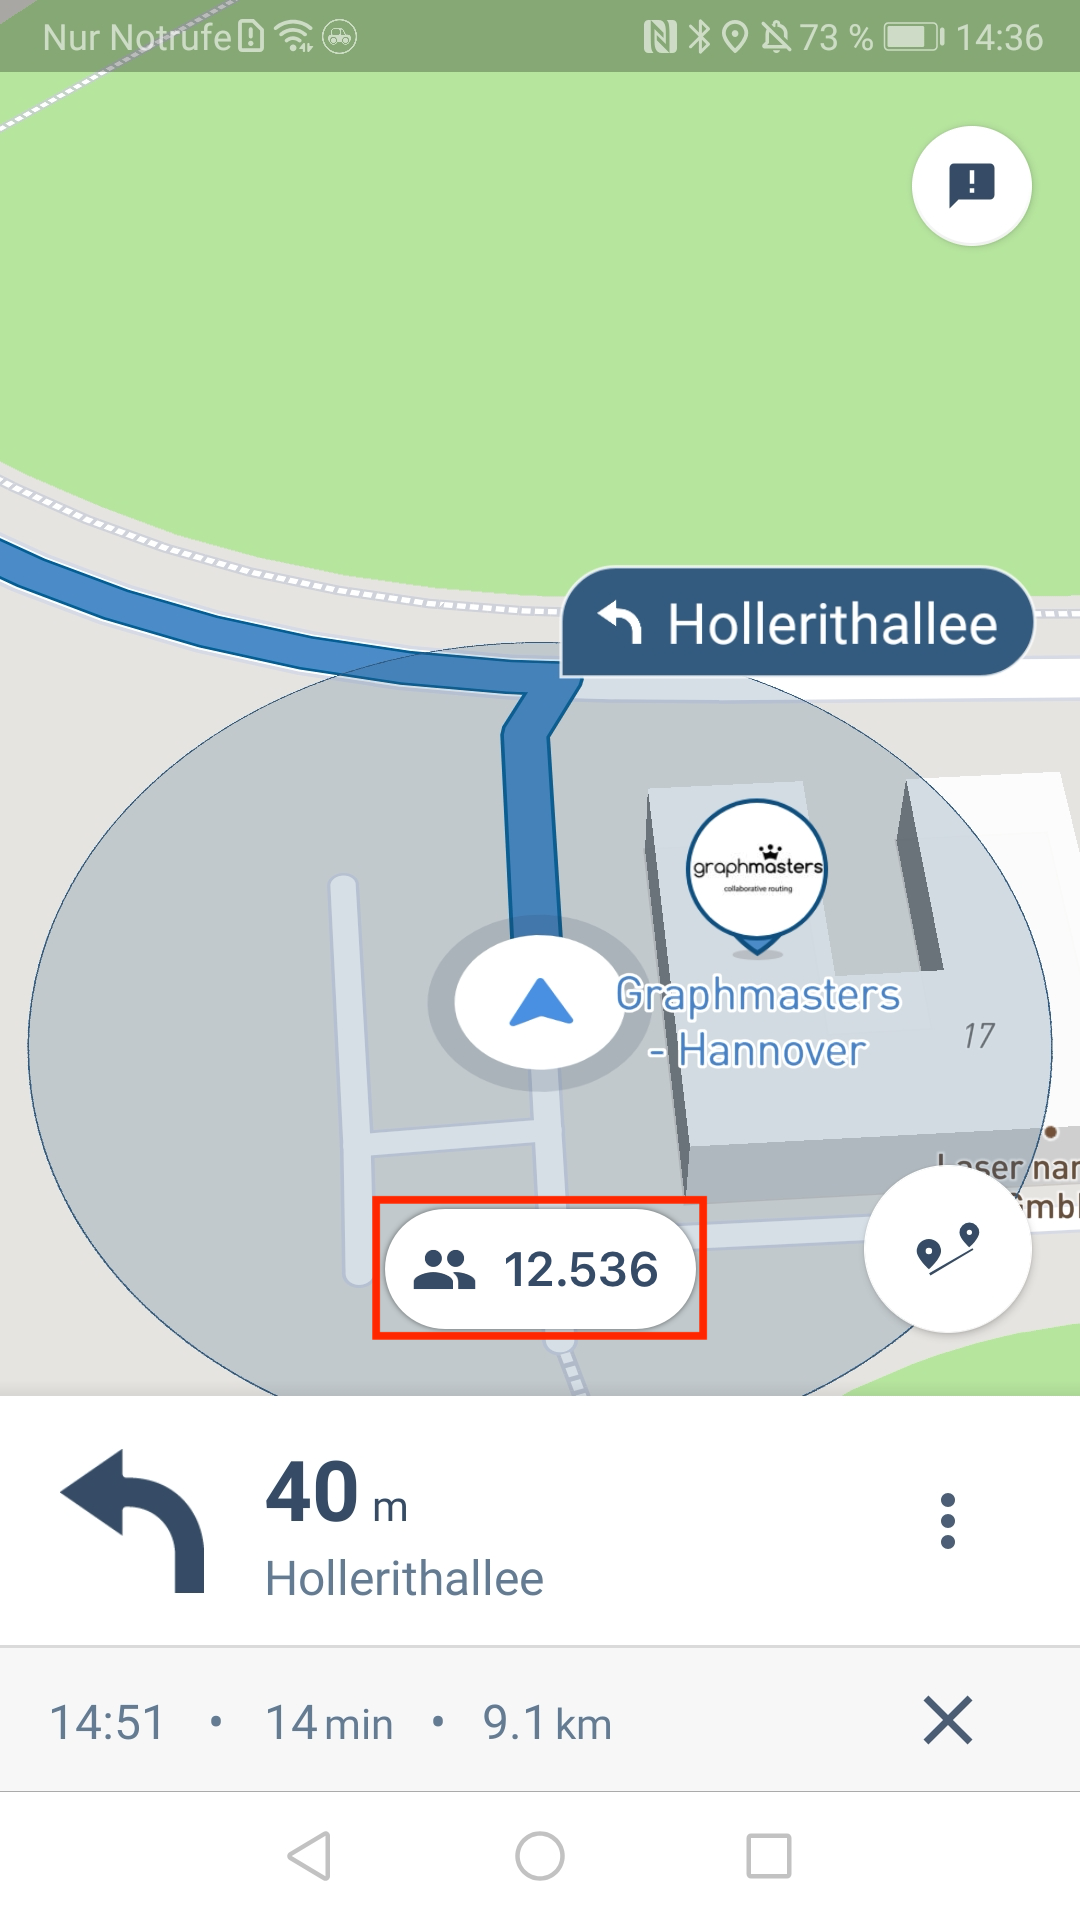 Nur Notrufe 73 % 14:36
Hollerithallee
graphmasters
collaborative routing
Graphmasters
- Hannover
17
Laser nan
mbl
12.536
40 m
Hollerithallee
14:51 • 14 min • 9.1 km